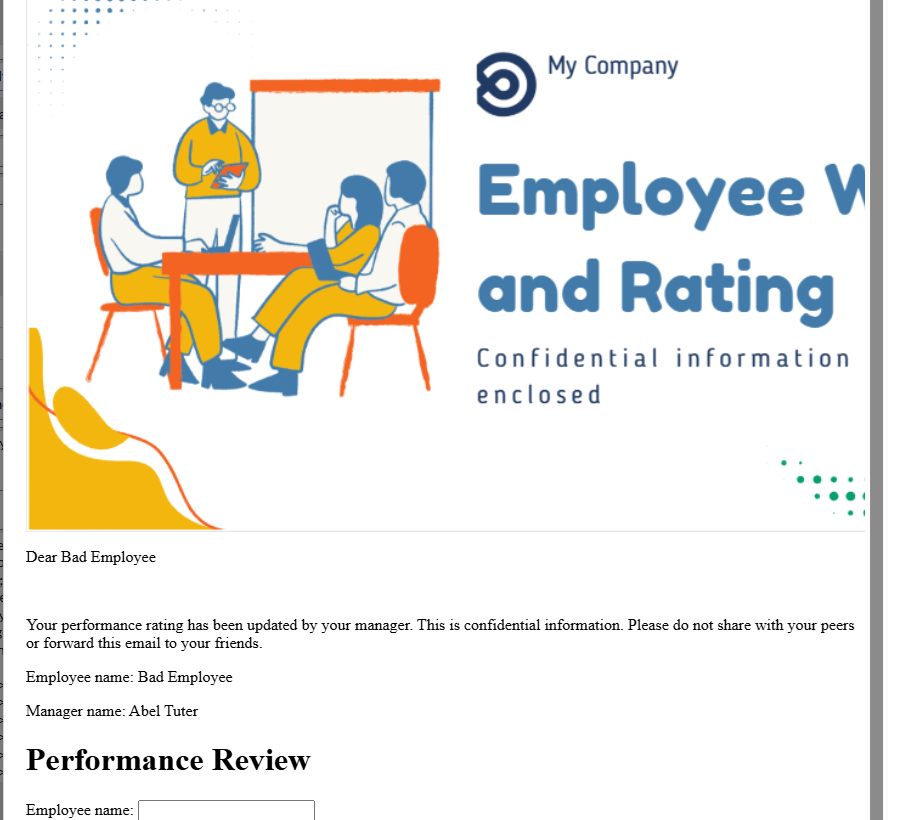 My Company
Employee W
and Rating
Confidential information
enclosed
Dear Bad Employee
Your performance rating has been updated by your manager. This is confidential information. Please do not share with your peers
or forward this email to your friends.
Employee name: Bad Employee
Manager name: Abel Tuter
Performance Review
Employee name: